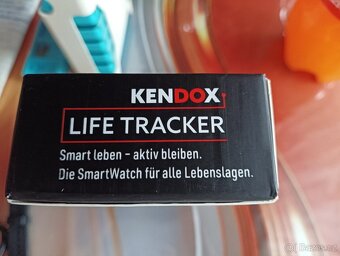 KENDOX
LIFE TRACKER
Smart leben – aktiv bleiben.
Die SmartWatch für alle Lebenslagen.